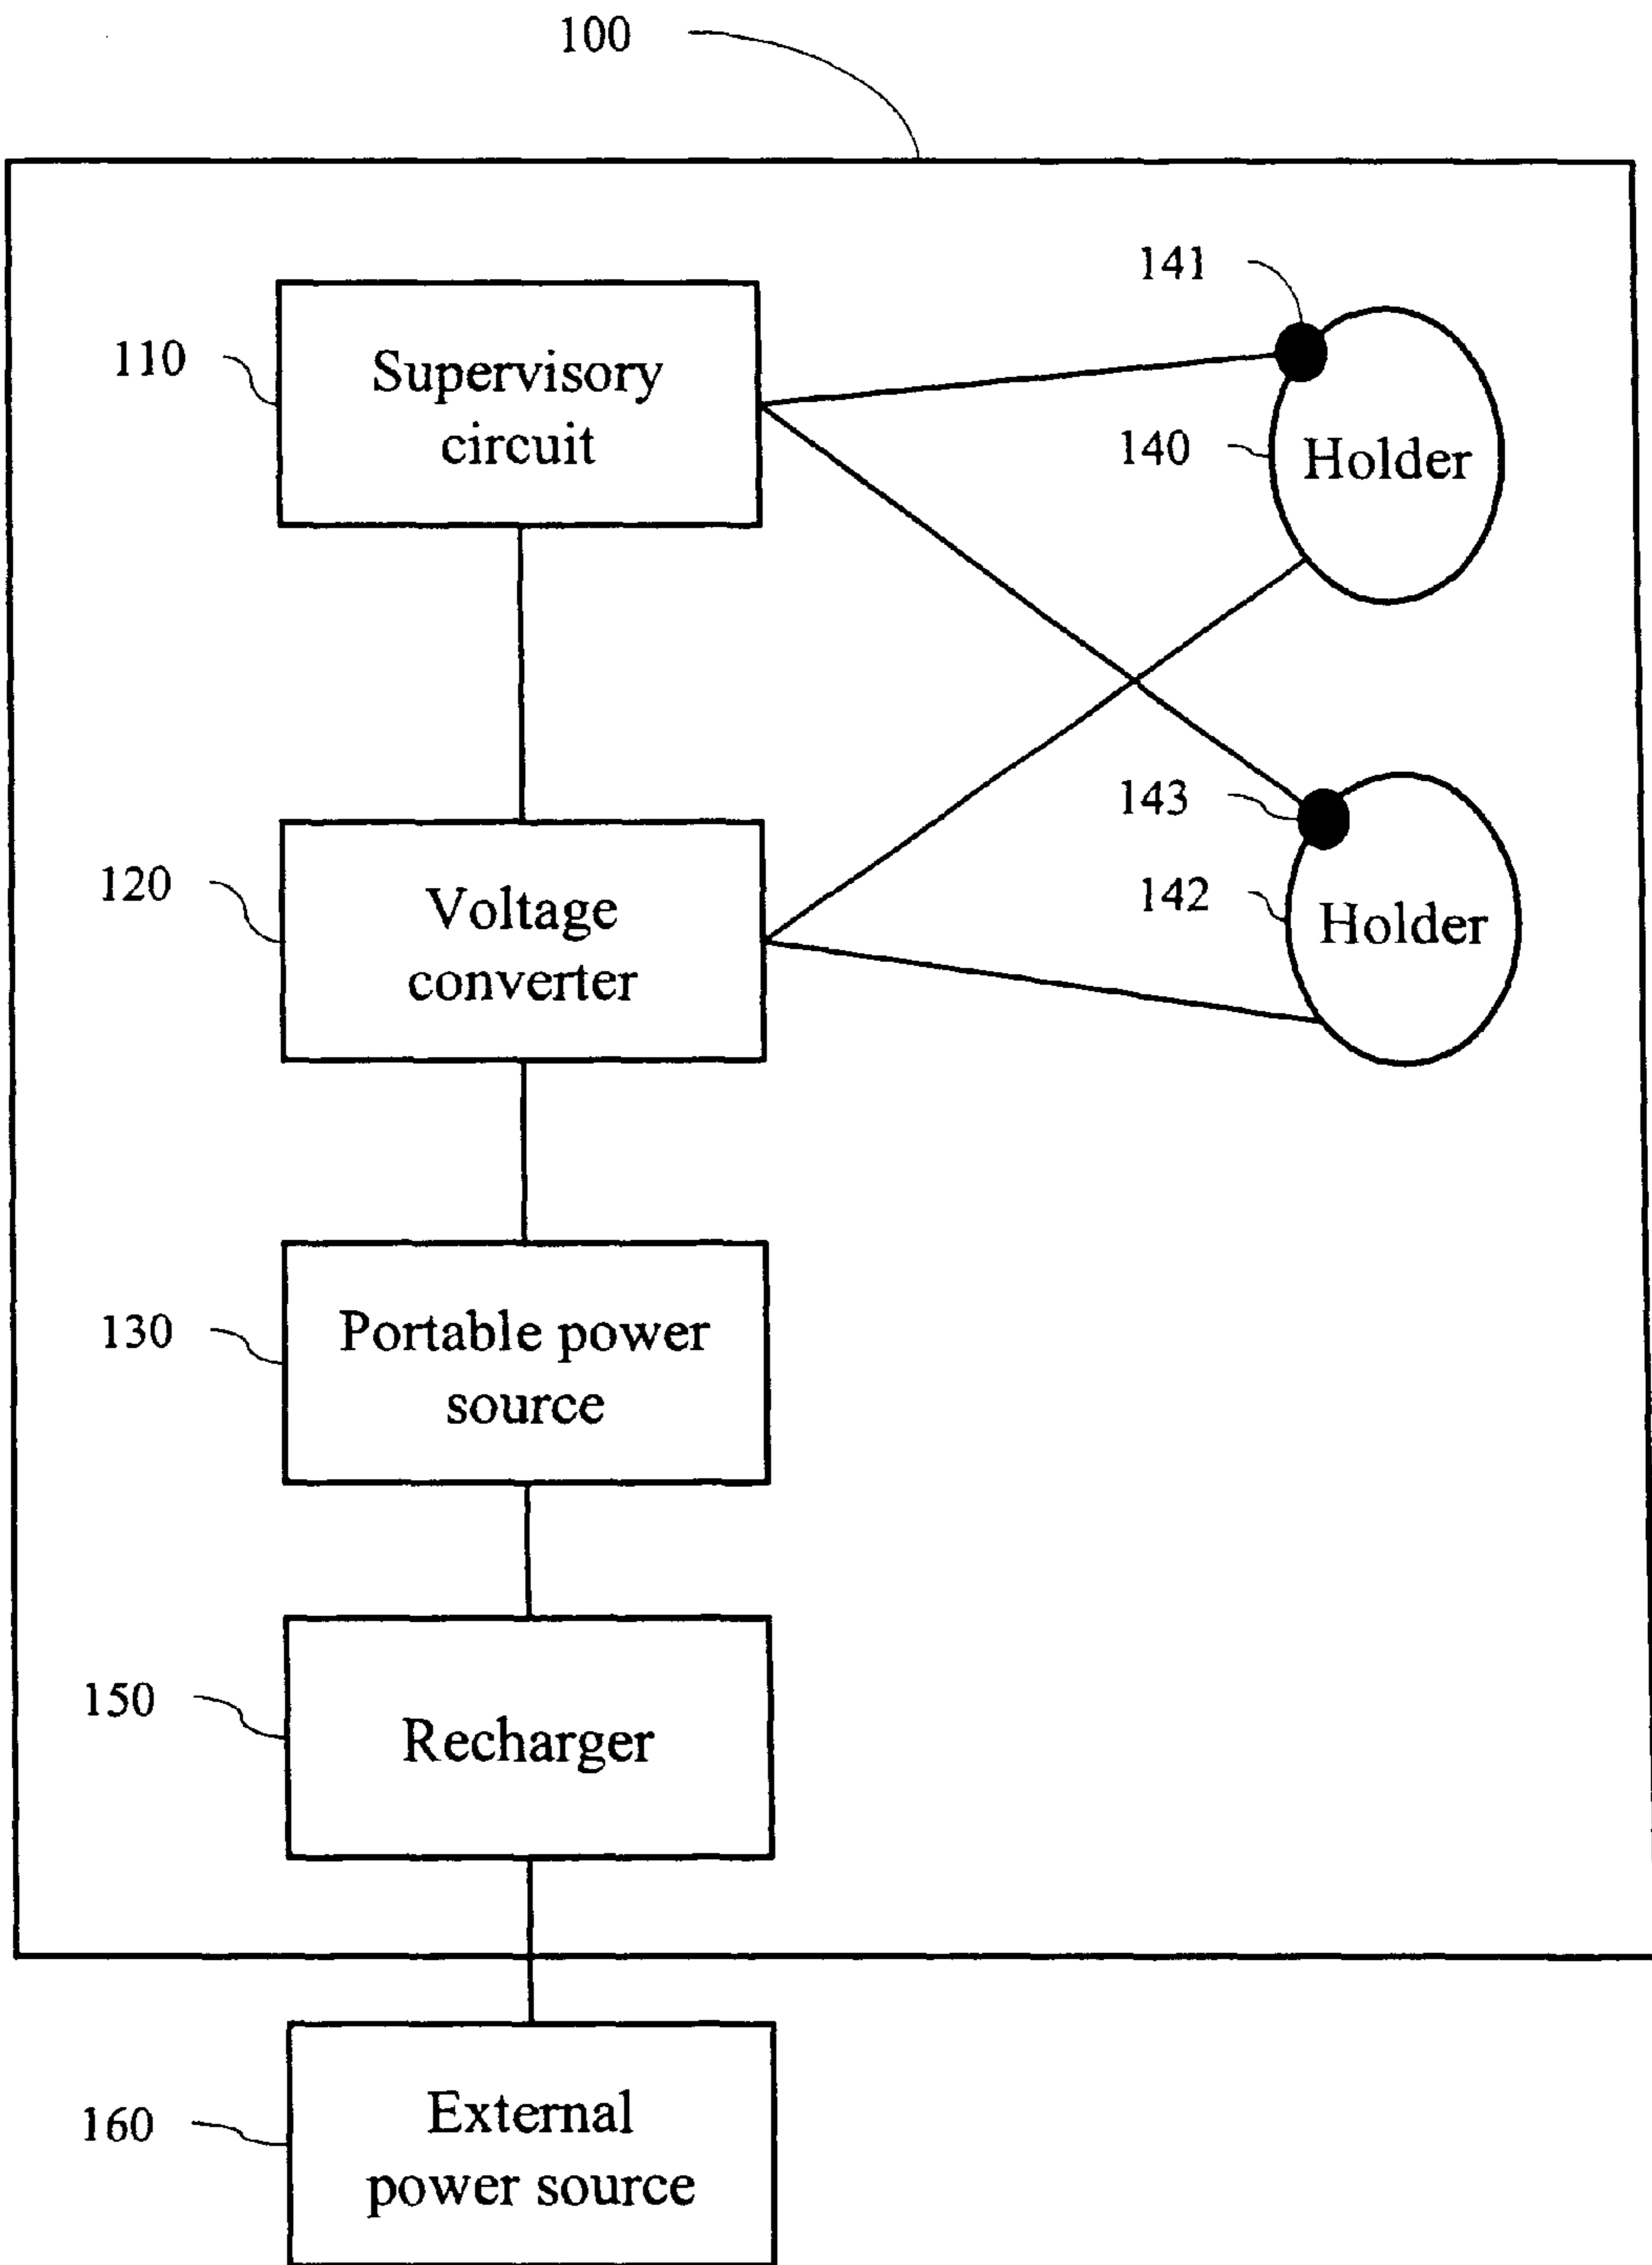 100
141
110
Supervisory
circuit
140
Holder
143
120
Voltage
converter
142
Holder
130
Portable power
source
150
Recharger
160
External
power source